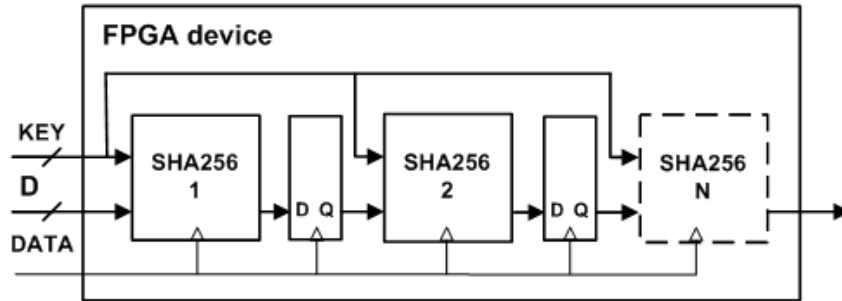 FPGA device
KEY
D
DATA
SHA256
1
D Q
SHA256
2
D Q
SHA256
N